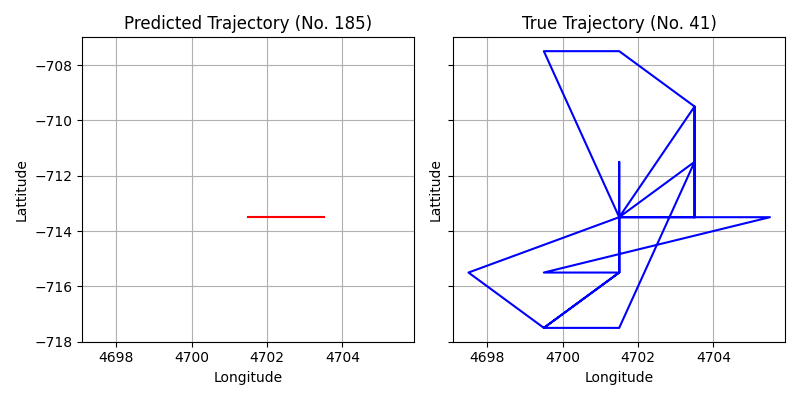 Predicted Trajectory (No. 185)
True Trajectory (No. 41)
Lattitude
−708
−710
−712
−714
−716
−718
4698
4700
4702
4704
Longitude
Lattitude
4698
4700
4702
4704
Longitude